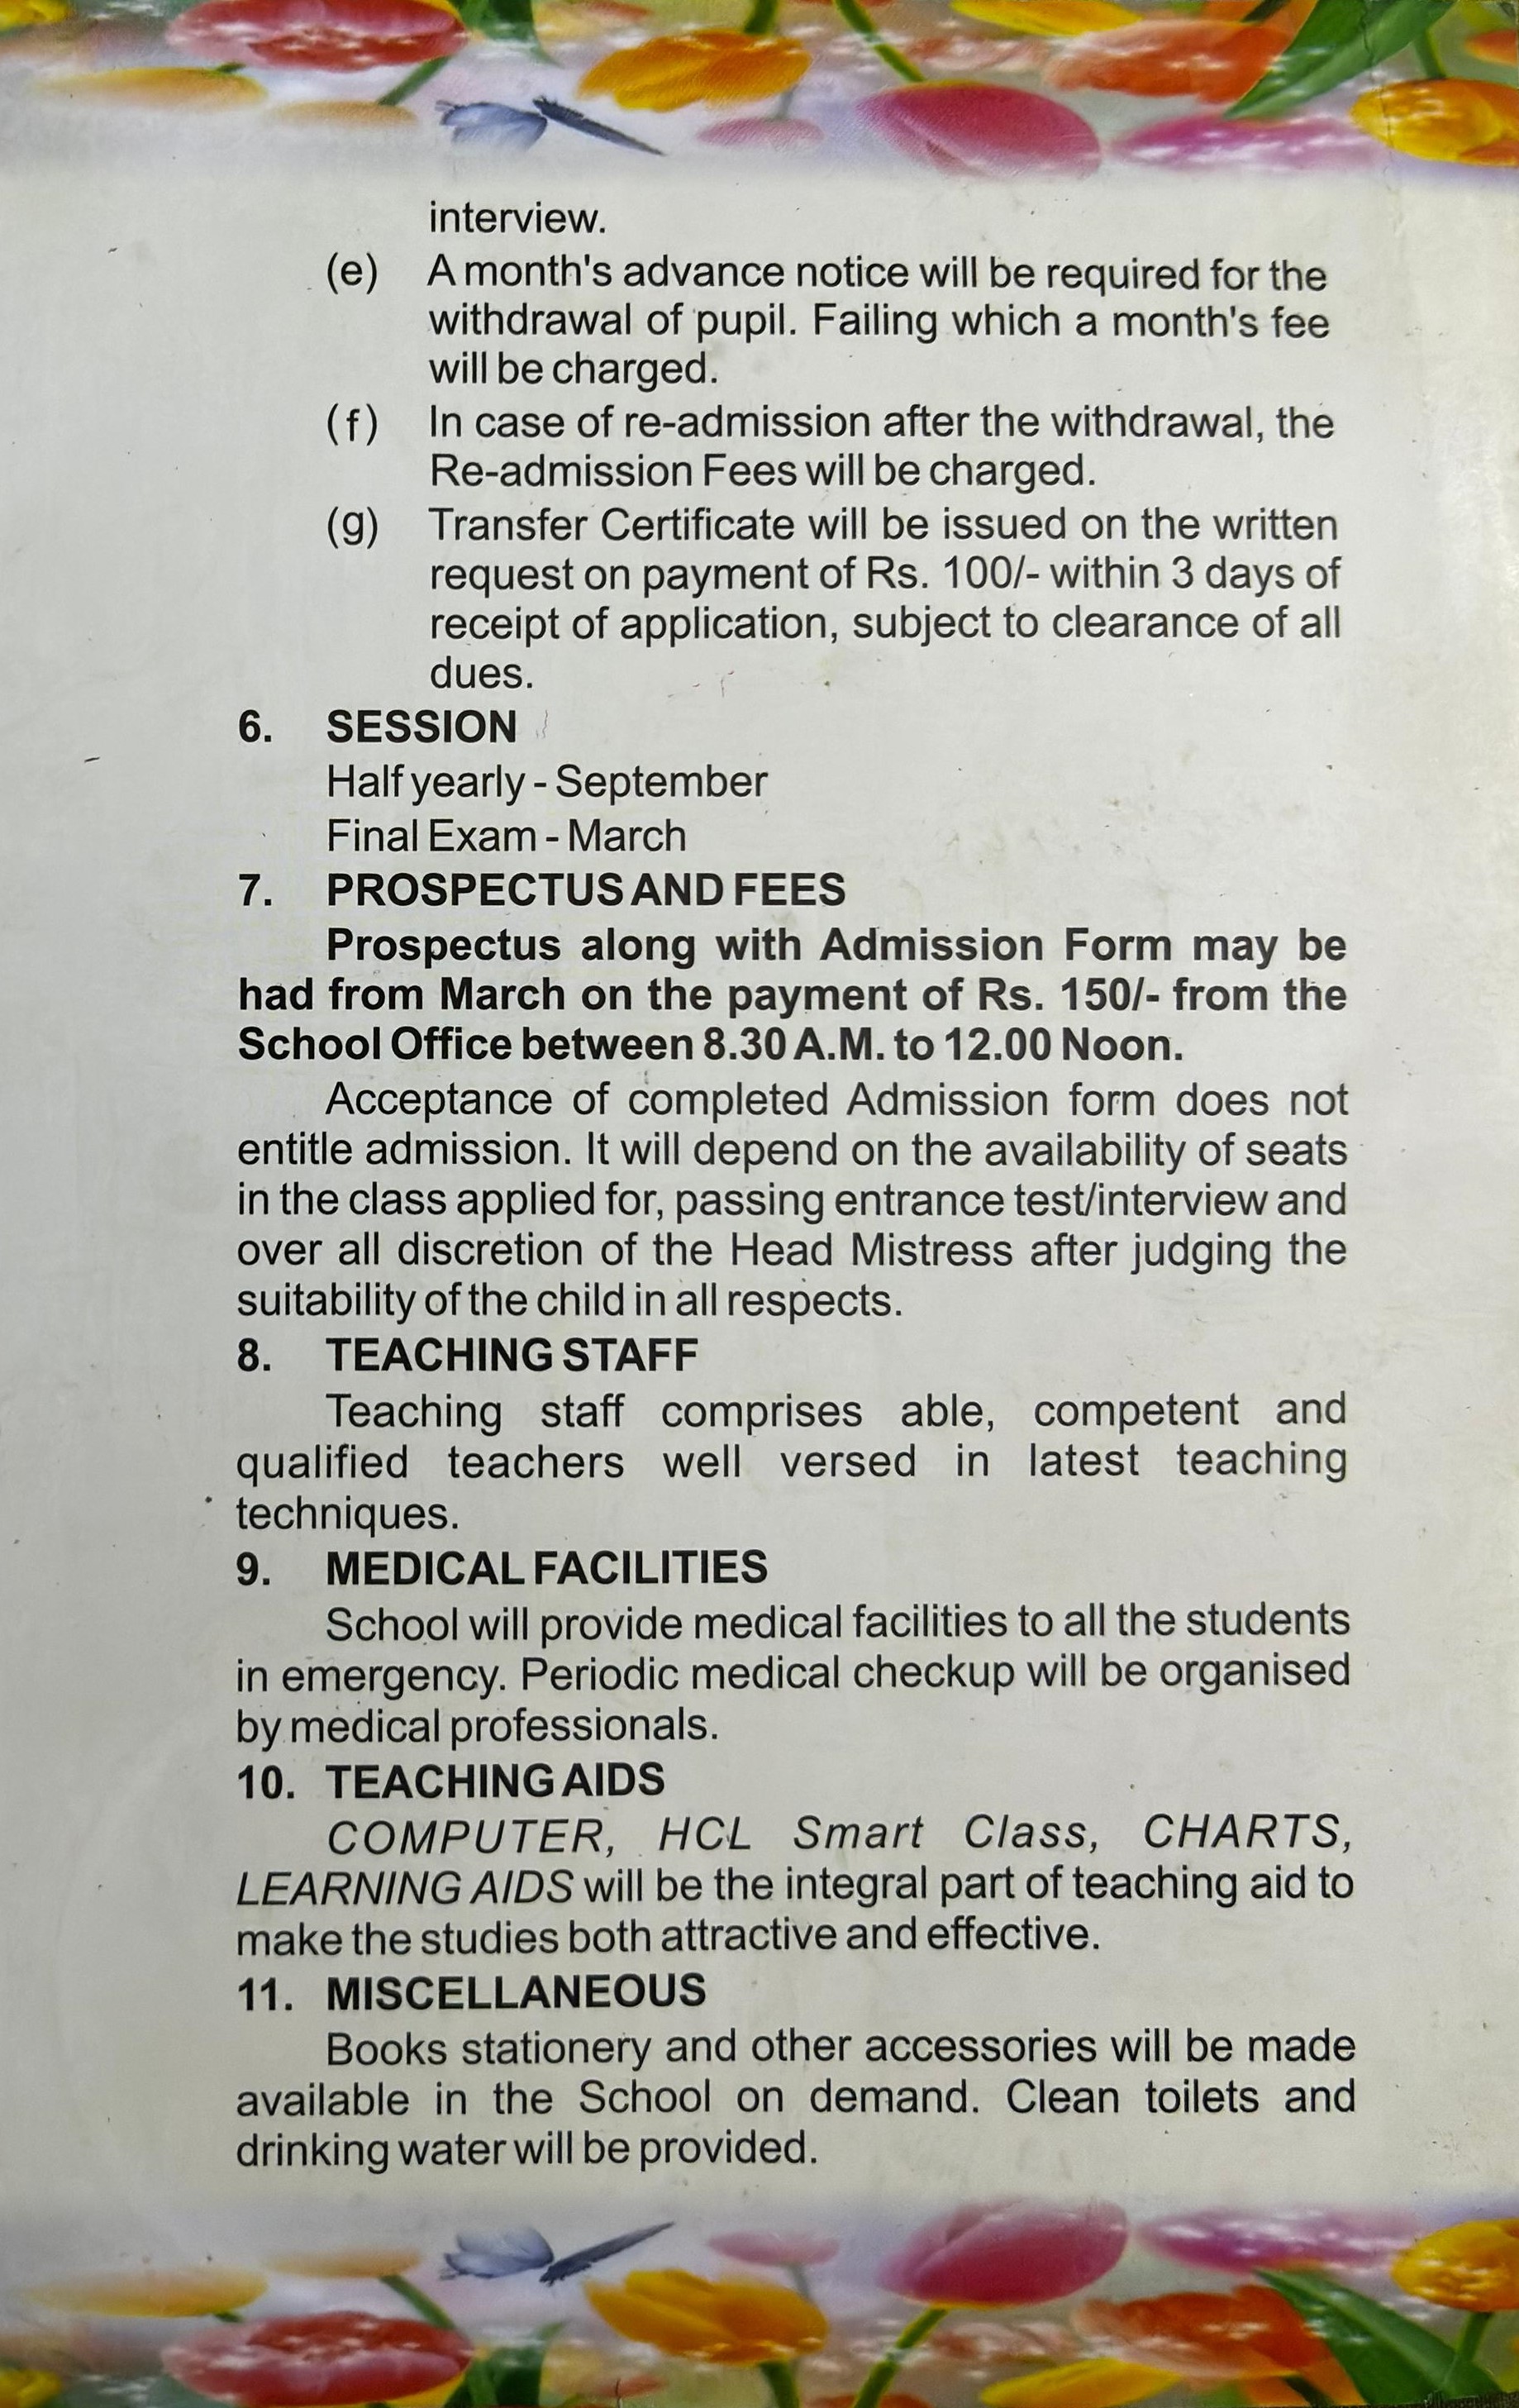 interview.
(e) A month's advance notice will be required for the
withdrawal of pupil. Failing which a month's fee
will be charged.
(f) In case of re-admission after the withdrawal, the
Re-admission Fees will be charged.
(g) Transfer Certificate will be issued on the written
request on payment of Rs. 100/- within 3 days of
receipt of application, subject to clearance of all
dues.
6. SESSION
Half yearly - September
Final Exam - March
7. PROSPECTUS AND FEES
Prospectus along with Admission Form may be
had from March on the payment of Rs. 150/- from the
School Office between 8.30 A.M. to 12.00 Noon.
Acceptance of completed Admission form does not
entitle admission. It will depend on the availability of seats
in the class applied for, passing entrance test/interview and
over all discretion of the Head Mistress after judging the
suitability of the child in all respects.
8. TEACHING STAFF
Teaching staff comprises able, competent and
qualified teachers well versed in latest teaching
techniques.
9. MEDICAL FACILITIES
School will provide medical facilities to all the students
in emergency. Periodic medical checkup will be organised
by medical professionals.
10. TEACHING AIDS
COMPUTER, HCL Smart Class, CHARTS,
LEARNING AIDS will be the integral part of teaching aid to
make the studies both attractive and effective.
11. MISCELLANEOUS
Books stationery and other accessories will be made
available in the School on demand. Clean toilets and
drinking water will be provided.